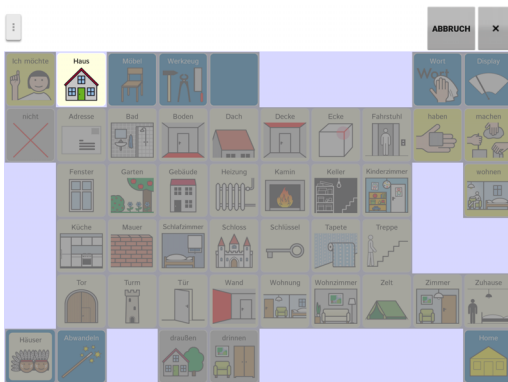 ABBRUCH ×
Ich möchte Haus Möbel Werkzeug Wort Display
Wort
nicht Adresse Bad Boden Dach Decke Ecke Fahrstuhl haben machen
Fenster Garten Gebäude Heizung Kamin Keller Kinderzimmer wohnen
Küche Mauer Schlafzimmer Schloss Schlüssel Tapete Treppe
Tor Turm Tür Wand Wohnung Wohnzimmer Zelt Zimmer Zuhause
Häuser Abwandeln draußen drinnen Home